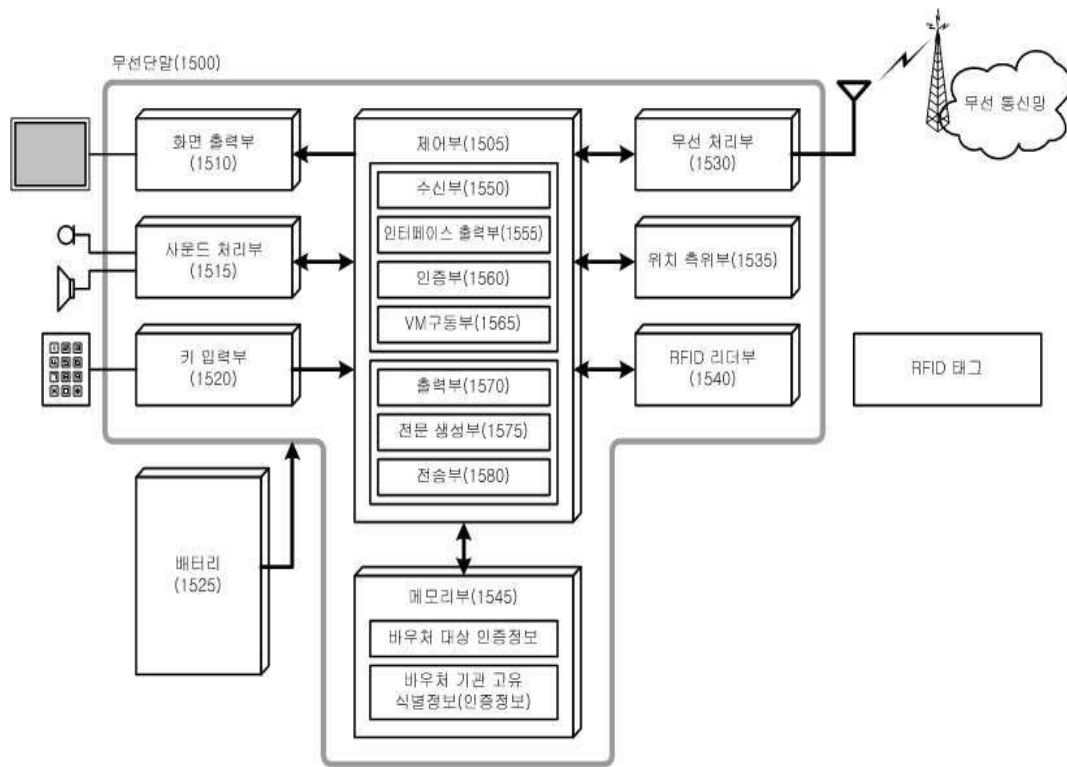 무선단말(1500)
화면 출력부
(1510)
사운드 처리부
(1515)
키 입력부
(1520)
배터리
(1525)
제어부(1505)
수신부(1550)
인터페이스 출력부(1555)
인증부(1560)
VM구동부(1565)
출력부(1570)
전문 생성부(1575)
전송부(1580)
메모리부(1545)
바우처 대상 인증정보
바우처 기관 고유
식별정보(인증정보)
무선 처리부
(1530)
위치 측위부(1535)
RFID 리더부
(1540)
무선 통신망
RFID 태그